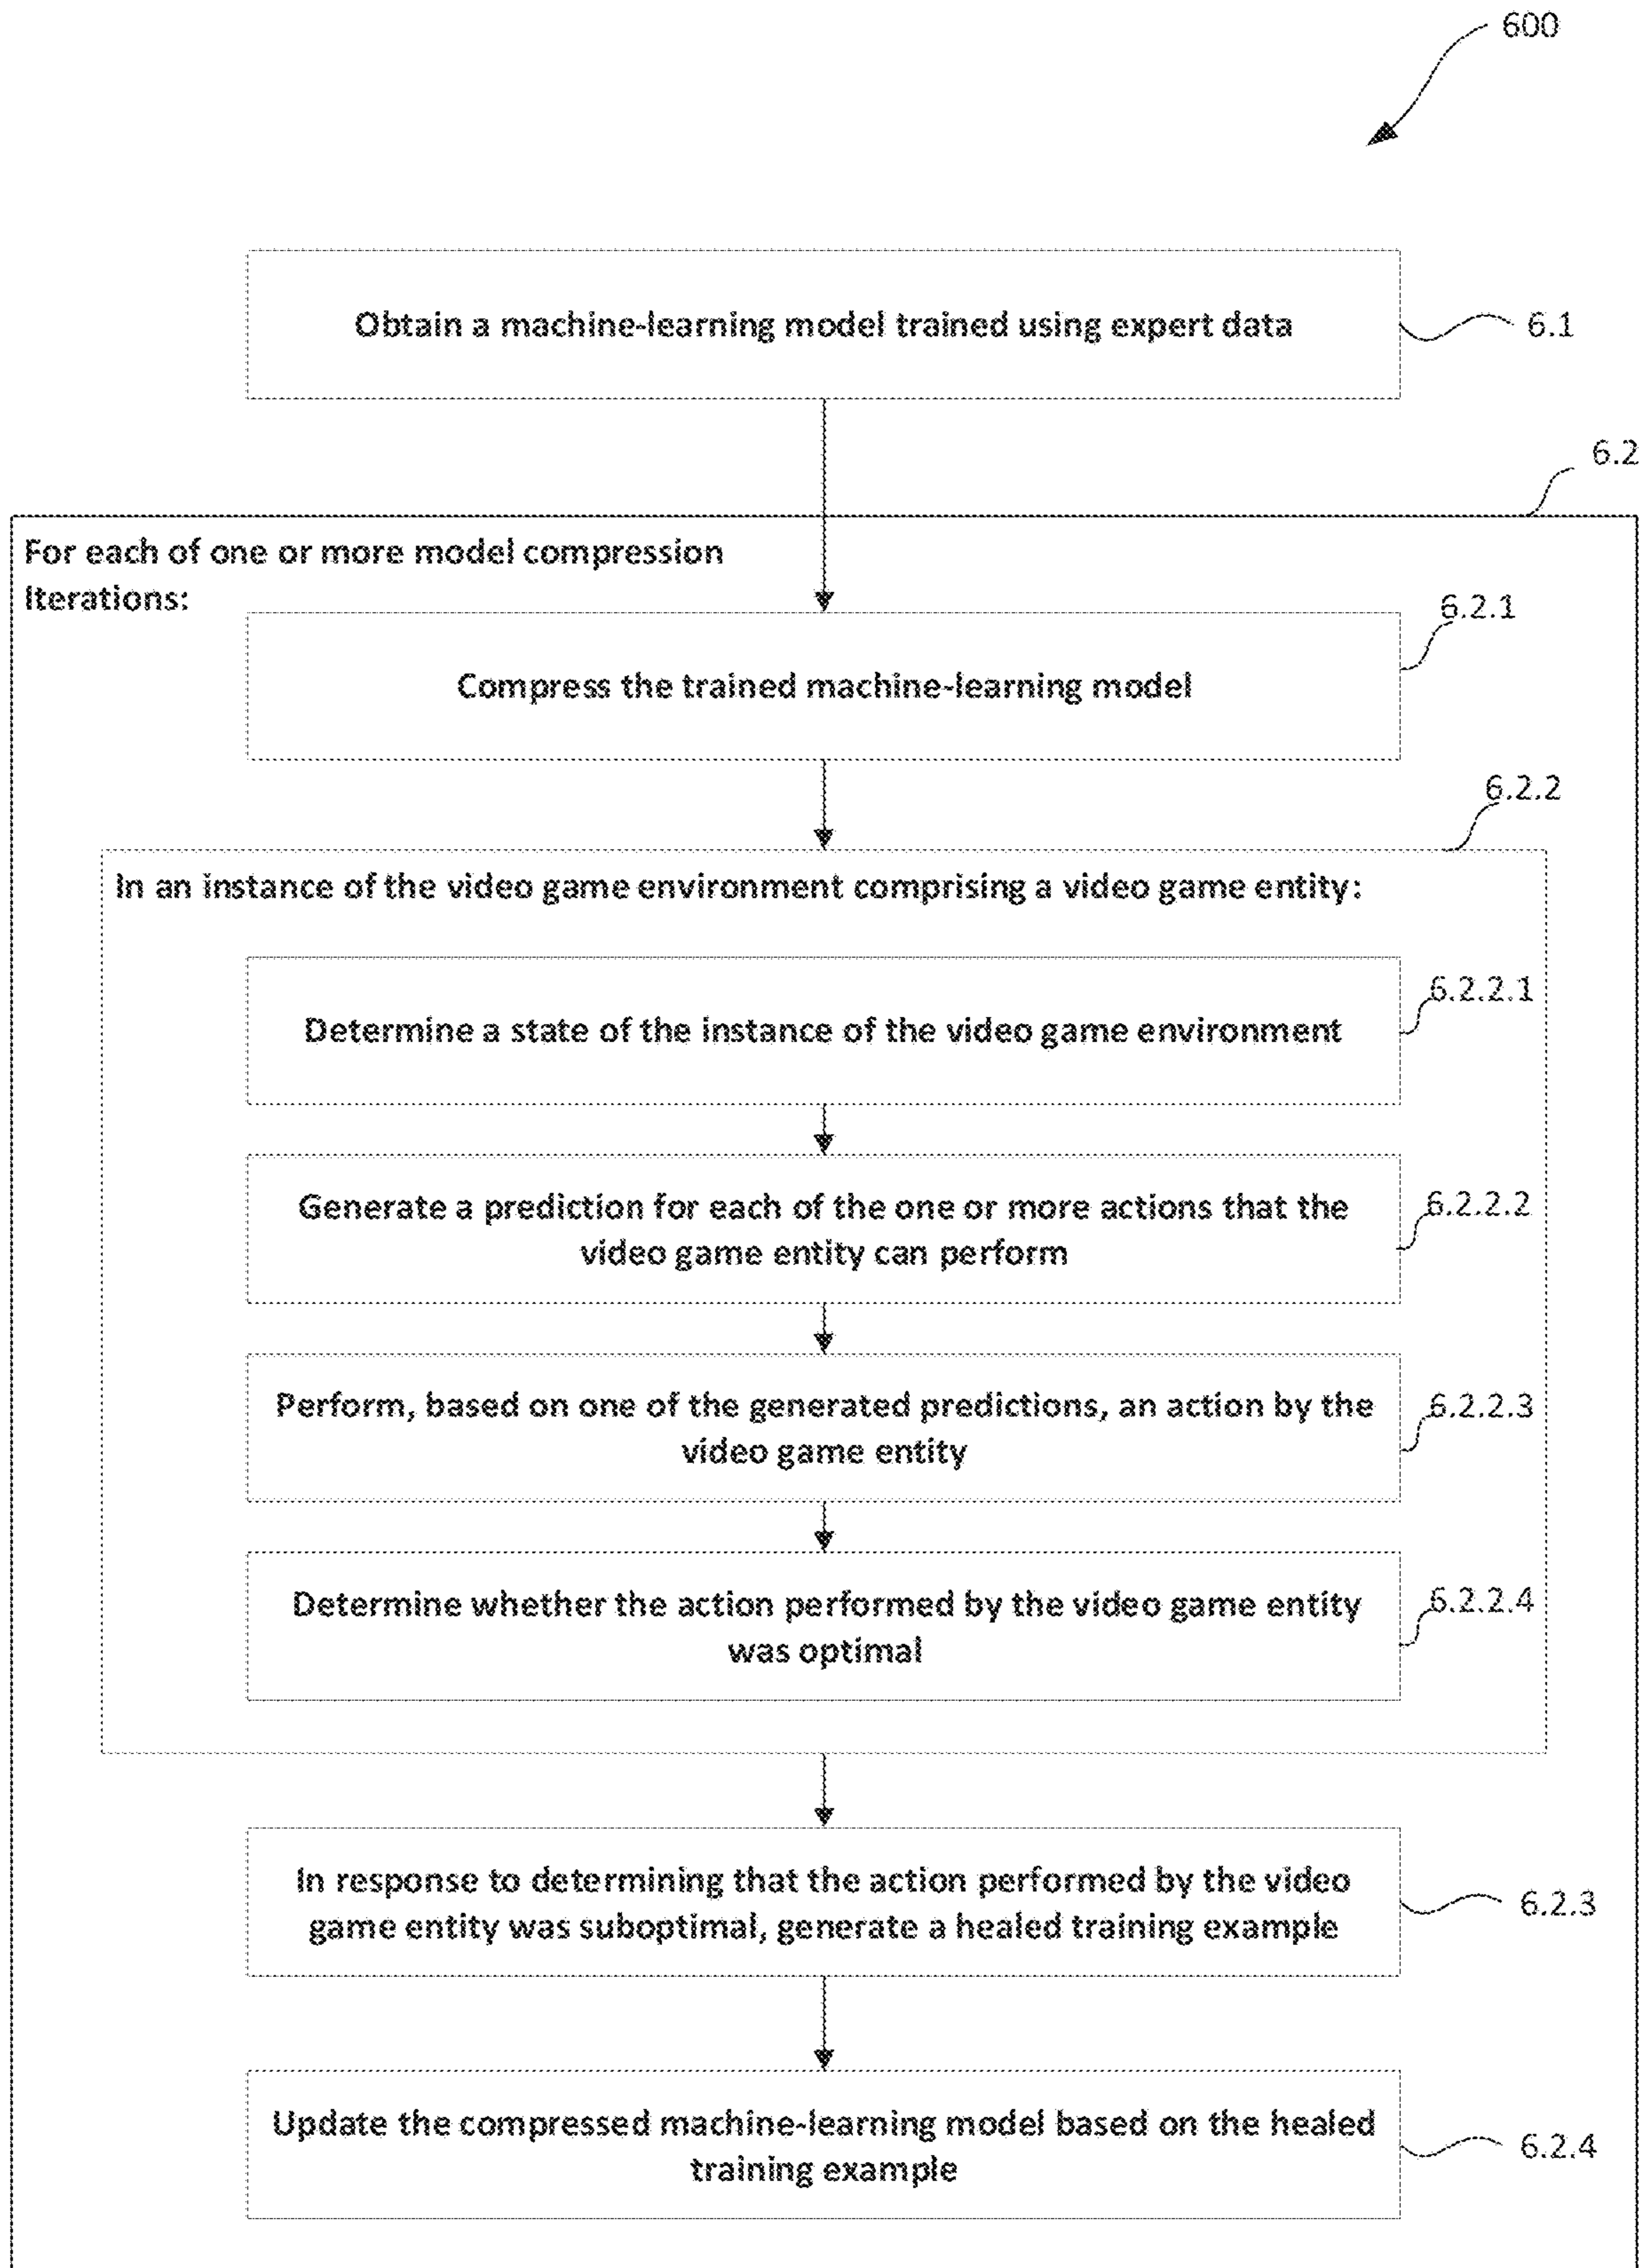 600
Obtain a machine-learning model trained using expert data
6.1
6.2
For each of one or more model compression
Iterations:
6.2.1
Compress the trained machine-learning model
6.2.2
In an instance of the video game environment comprising a video game entity:
6.2.2.1
Determine a state of the instance of the video game environment
6.2.2.2
Generate a prediction for each of the one or more actions that the
video game entity can perform
6.2.2.3
Perform, based on one of the generated predictions, an action by the
video game entity
6.2.2.4
Determine whether the action performed by the video game entity
was optimal
In response to determining that the action performed by the video
game entity was suboptimal, generate a healed training example
6.2.3
Update the compressed machine-learning model based on the healed
training example
6.2.4